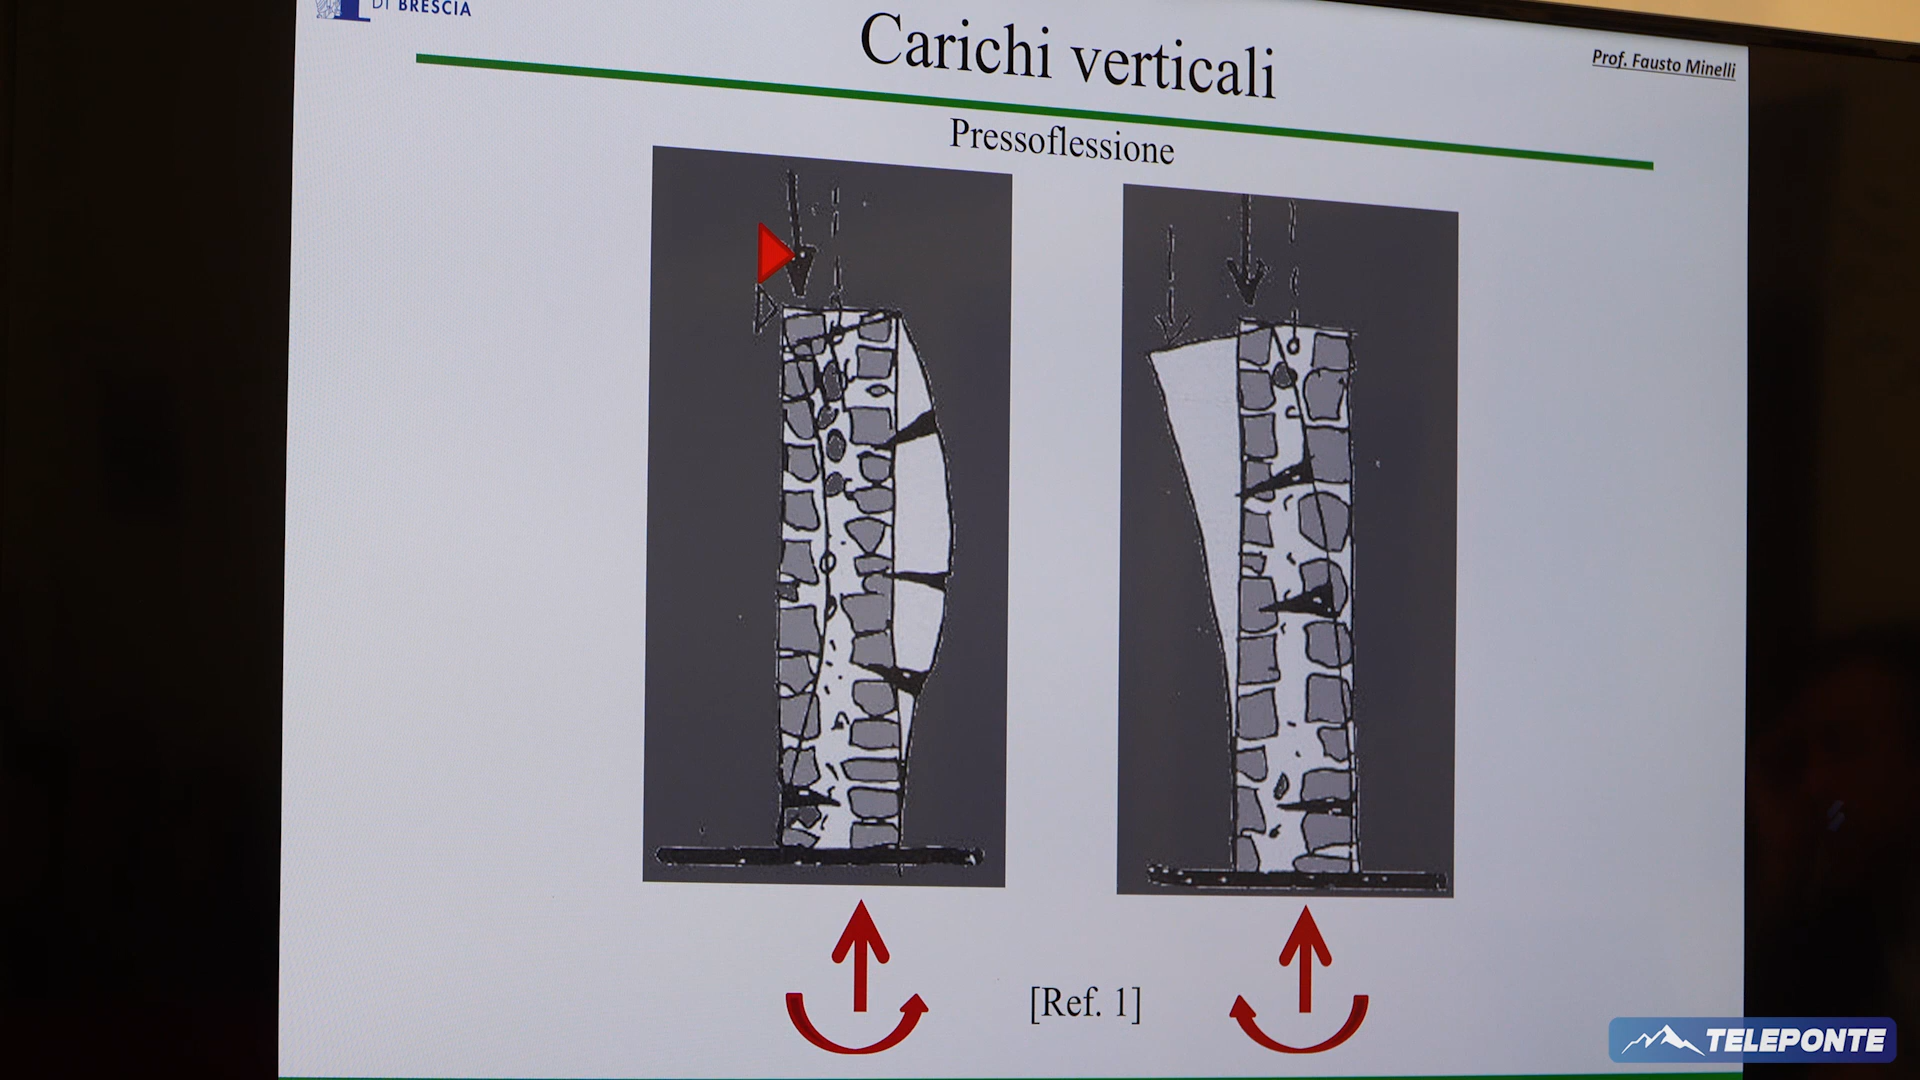 DI BRESCIA
Carichi verticali
Prof. Fausto Minelli
Pressoflessione
[Ref. 1]
TELEPONTE